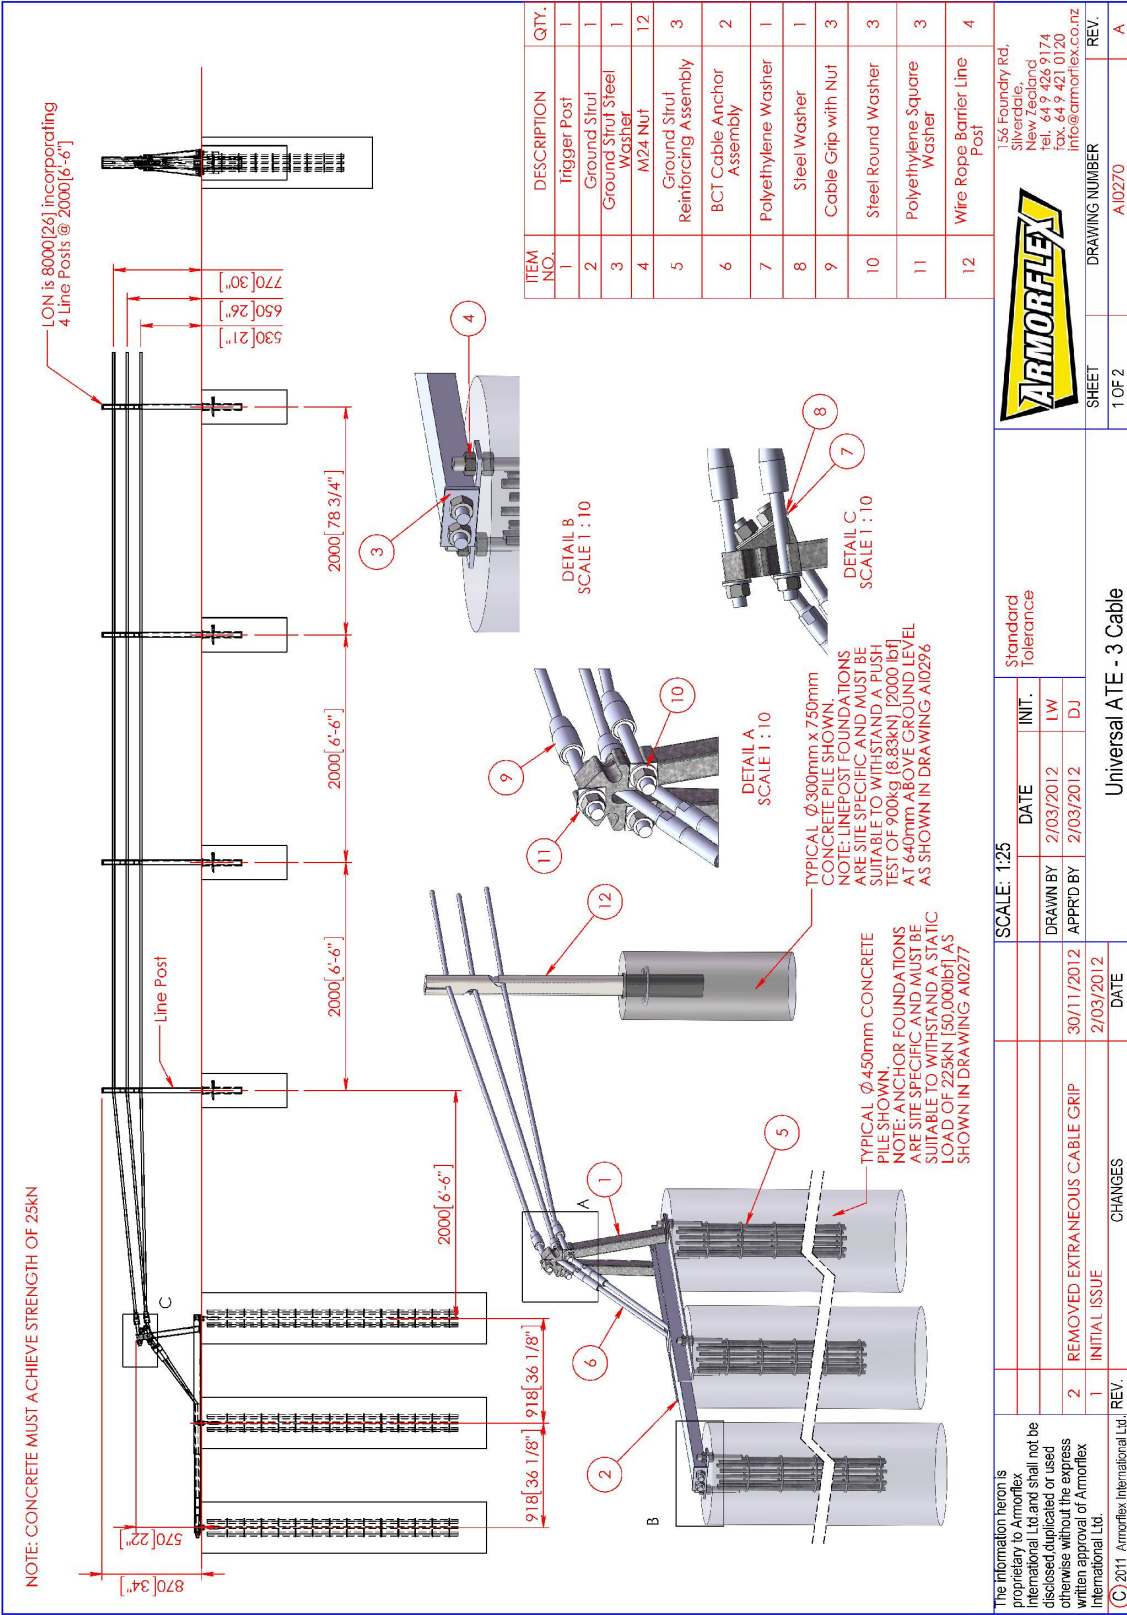 NOTE: CONCRETE MUST ACHIEVE STRENGTH OF 25kN
LON is 8000[26] incorporating
4 Line Posts @ 2000[6'-6"]
Line Post
C
870[34"]
570[22"]
918[36 1/8"]
918[36 1/8"]
2000[6'-6"]
2000[6'-6"]
2000[6'-6"]
2000[78 3/4"]
530[21"]
650[26"]
770[30"]
B
2
6
1
A
5
12
TYPICAL Ø450mm CONCRETE
PILE SHOWN.
NOTE: ANCHOR FOUNDATIONS
ARE SITE SPECIFIC AND MUST BE
SUITABLE TO WITHSTAND A STATIC
LOAD OF 225kN [50,000lbf] AS
SHOWN IN DRAWING AI0277
TYPICAL Ø300mm x 750mm
CONCRETE PILE SHOWN.
NOTE: LINEPOST FOUNDATIONS
ARE SITE SPECIFIC AND MUST BE
SUITABLE TO WITHSTAND A PUSH
TEST OF 900kg (8.83kN) [2000 lbf]
AT 640mm ABOVE GROUND LEVEL
AS SHOWN IN DRAWING AI0296
11
9
10
DETAIL A
SCALE 1 : 10
3
4
DETAIL B
SCALE 1 : 10
7
8
DETAIL C
SCALE 1 : 10
ITEM NO. DESCRIPTION QTY.
1 Trigger Post 1
2 Ground Strut 1
3 Ground Strut Steel Washer 1
4 M24 Nut 12
5 Ground Strut Reinforcing Assembly 3
6 BCT Cable Anchor Assembly 2
7 Polyethylene Washer 1
8 Steel Washer 1
9 Cable Grip with Nut 3
10 Steel Round Washer 3
11 Polyethylene Square Washer 3
12 Wire Rope Barrier Line Post 4
The information heron is
proprietary to Armorflex
International Ltd.and shall not be
disclosed,duplicated or used
otherwise without the express
written approval of Armorflex
International Ltd.
© 2011 Armorflex International Ltd.
2 REMOVED EXTRANEOUS CABLE GRIP 30/11/2012
1 INITIAL ISSUE 2/03/2012
REV. CHANGES DATE
SCALE: 1:25
DATE INIT.
DRAWN BY 2/03/2012 LW
APPR'D BY 2/03/2012 DJ
Standard
Tolerance
Universal ATE - 3 Cable
ARMORFLEX
156 Foundry Rd,
Silverdale,
New Zealand
tel. 64 9 426 9174
fax. 64 9 421 0120
info@armorflex.co.nz
SHEET DRAWING NUMBER REV.
1 OF 2 AI0270 A